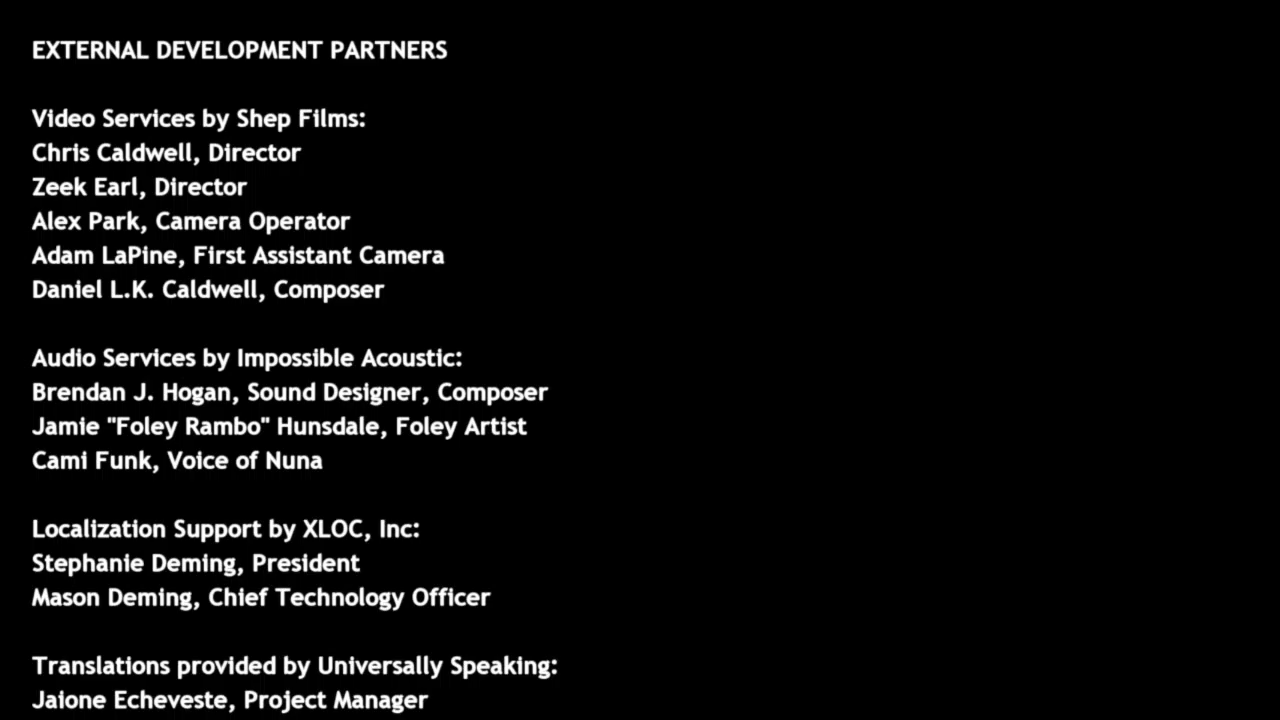 EXTERNAL DEVELOPMENT PARTNERS
Video Services by Shep Films:
Chris Caldwell, Director
Zeek Earl, Director
Alex Park, Camera Operator
Adam LaPine, First Assistant Camera
Daniel L.K. Caldwell, Composer
Audio Services by Impossible Acoustic:
Brendan J. Hogan, Sound Designer, Composer
Jamie "Foley Rambo" Hunsdale, Foley Artist
Cami Funk, Voice of Nuna
Localization Support by XLOC, Inc:
Stephanie Deming, President
Mason Deming, Chief Technology Officer
Translations provided by Universally Speaking:
Jaione Echeveste, Project Manager